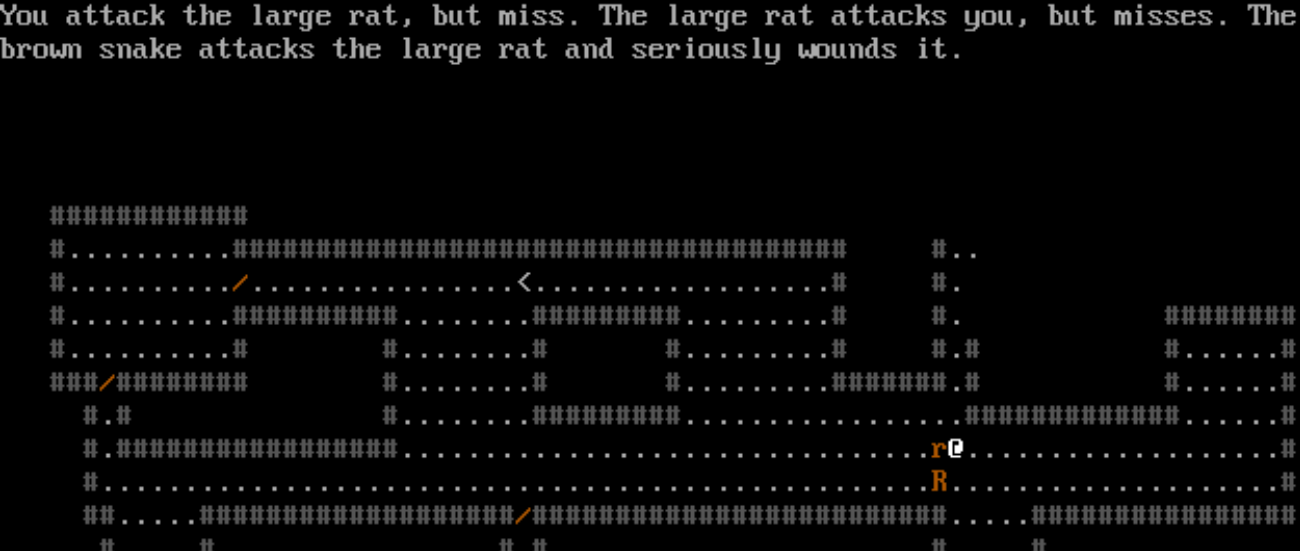 You attack the large rat, but miss. The large rat attacks you, but misses. The
brown snake attacks the large rat and seriously wounds it.